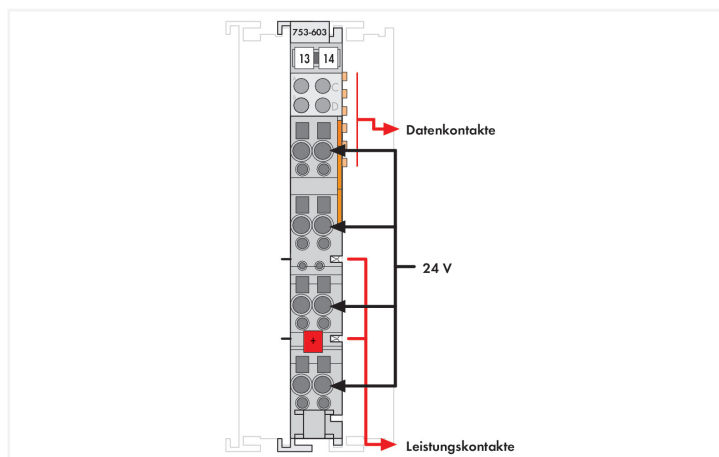 753-603
13 14
C
D
Datenkontakte
24 V
+
Leistungskontakte